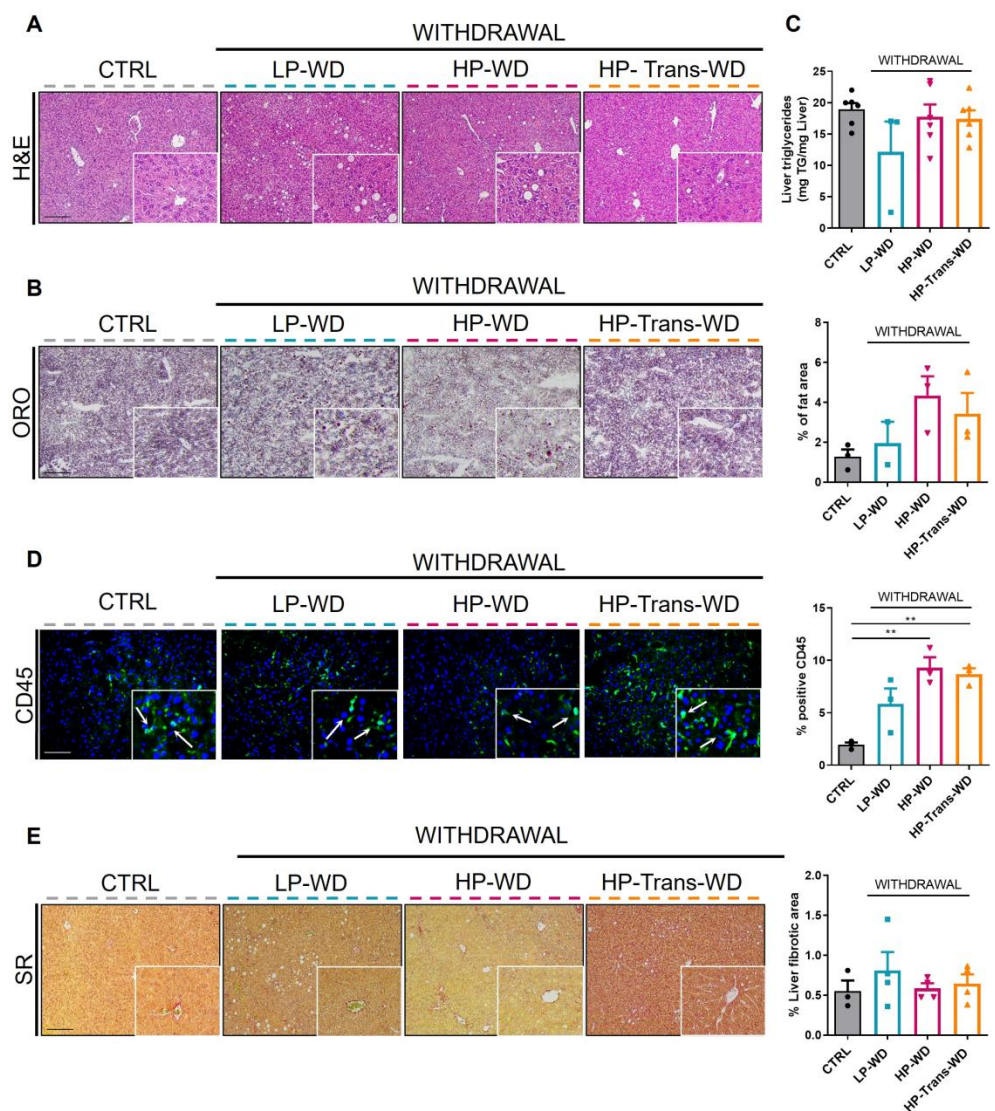 A
WITHDRAWAL
CTRL LP-WD HP-WD HP- Trans-WD
H&E
C
WITHDRAWAL
Liver triglycerides
(mg TG/mg Liver)
25
20
15
10
5
0
CTRL LP-WD HP-WD HP-Trans-WD
B
WITHDRAWAL
CTRL LP-WD HP-WD HP-Trans-WD
ORO
WITHDRAWAL
% of fat area
8
6
4
2
0
CTRL LP-WD HP-WD HP-Trans-WD
D
WITHDRAWAL
CTRL LP-WD HP-WD HP-Trans-WD
CD45
WITHDRAWAL
**
**
% positive CD45
15
10
5
0
CTRL LP-WD HP-WD HP-Trans-WD
E
WITHDRAWAL
CTRL LP-WD HP-WD HP-Trans-WD
SR
WITHDRAWAL
% Liver fibrotic area
2.0
1.5
1.0
0.5
0.0
CTRL LP-WD HP-WD HP-Trans-WD